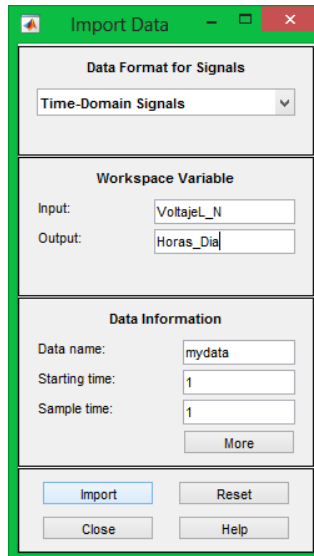 Import Data
Data Format for Signals
Time-Domain Signals
Workspace Variable
Input: VoltajeL_N
Output: Horas_Dia
Data Information
Data name: mydata
Starting time: 1
Sample time: 1
More
Import Reset
Close Help